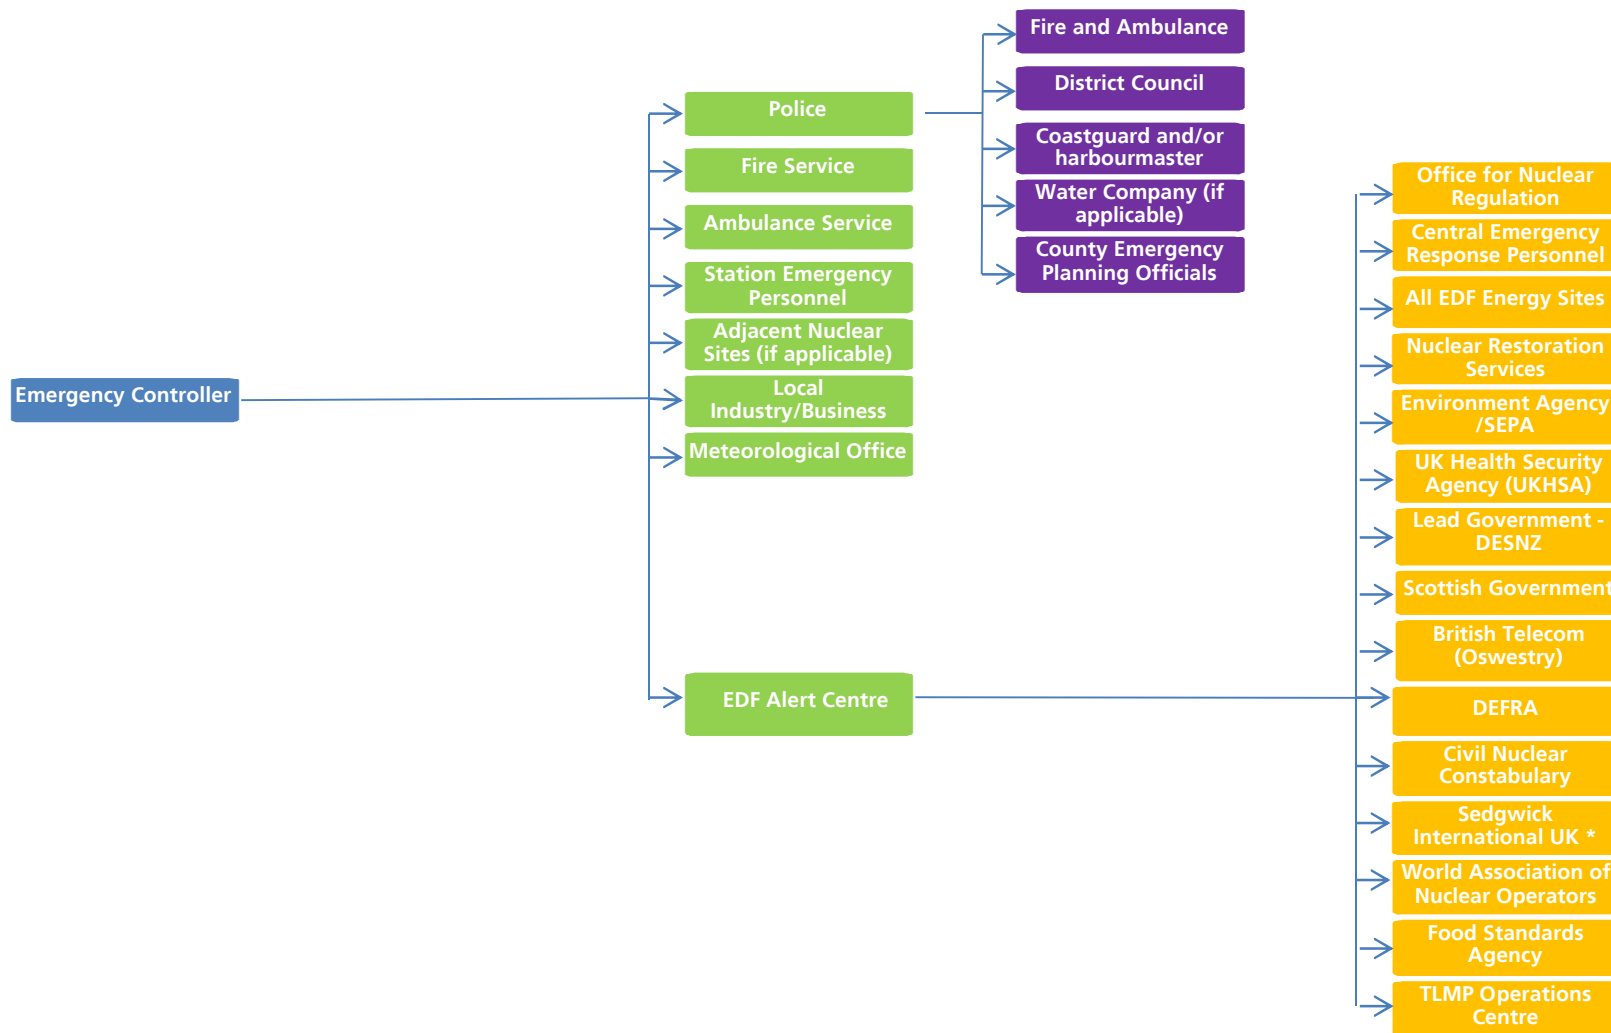 Emergency Controller
Police
Fire Service
Ambulance Service
Station Emergency
Personnel
Adjacent Nuclear
Sites (if applicable)
Local
Industry/Business
Meteorological Office
EDF Alert Centre
Fire and Ambulance
District Council
Coastguard and/or
harbourmaster
Water Company (if
applicable)
County Emergency
Planning Officials
Office for Nuclear
Regulation
Central Emergency
Response Personnel
All EDF Energy Sites
Nuclear Restoration
Services
Environment Agency
/SEPA
UK Health Security
Agency (UKHSA)
Lead Government -
DESNZ
Scottish Government
British Telecom
(Oswestry)
DEFRA
Civil Nuclear
Constabulary
Sedgwick
International UK *
World Association of
Nuclear Operators
Food Standards
Agency
TLMP Operations
Centre